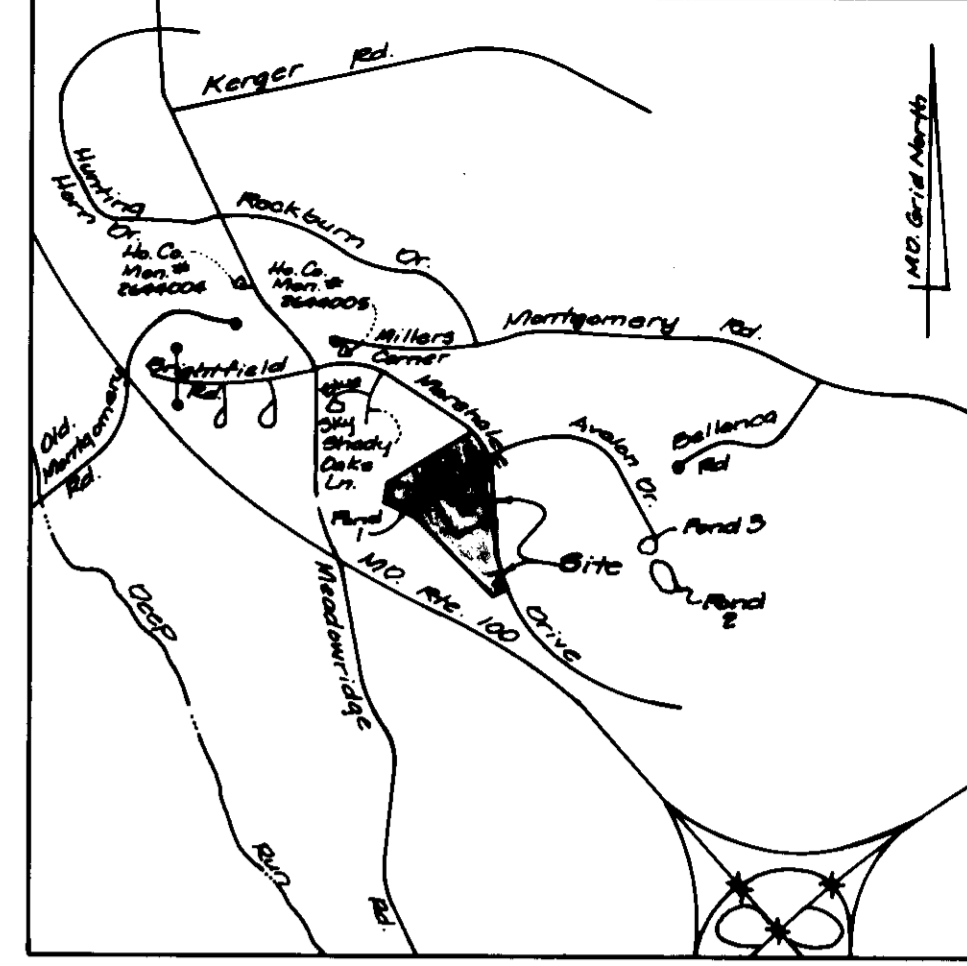 Kerger Rd.
MD. Grid North
Hunting
Horn Dr.
Rockburn Dr.
Ho. Co.
Mon. #
2644004
Ho. Co.
Mon. #
2644005
Millers
Corner
Montgomery Rd.
Brightfield
Rd.
Old
Montgomery
Rd.
Blue
Sky
Shady
Oaks
Ln.
Marshalee
Avalon Dr.
Bellanca
Rd
Pond
1
Pond 3
Site
Pond
2
MD. Rte. 100
Drive
Meadowridge
Rd.
Deep
Run